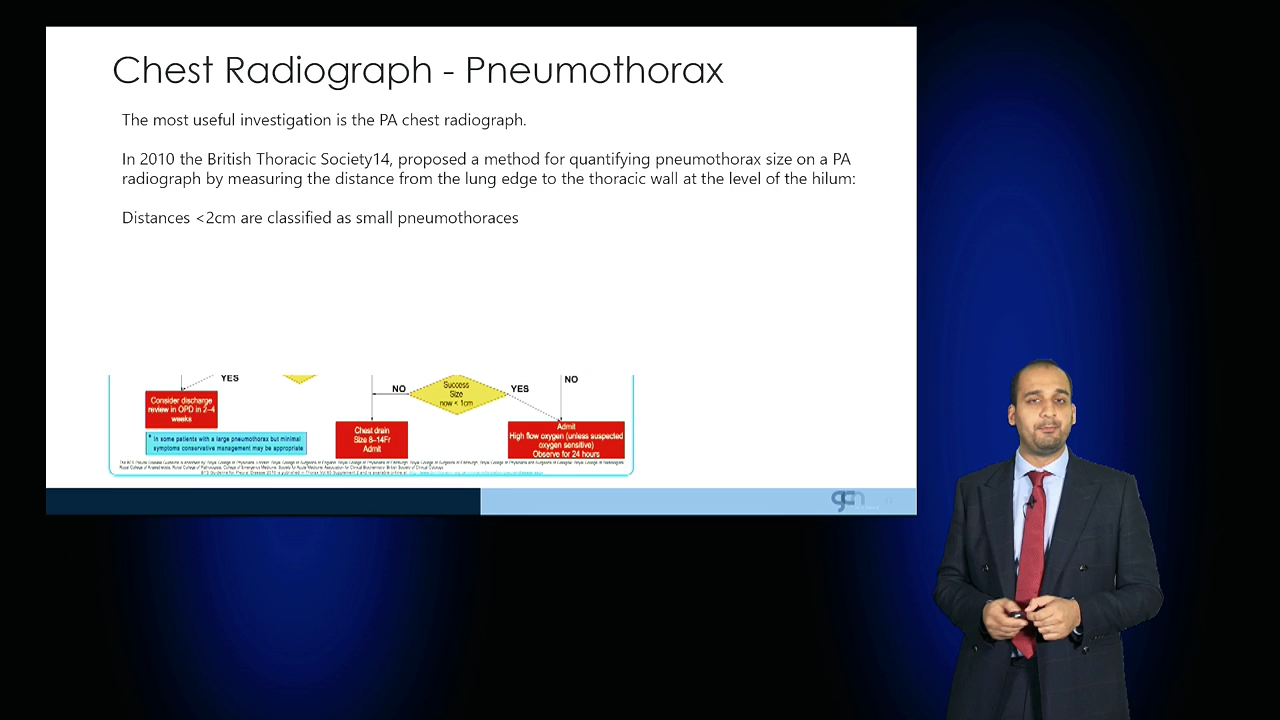 Chest Radiograph - Pneumothorax
The most useful investigation is the PA chest radiograph.
In 2010 the British Thoracic Society14, proposed a method for quantifying pneumothorax size on a PA
radiograph by measuring the distance from the lung edge to the thoracic wall at the level of the hilum:
Distances <2cm are classified as small pneumothoraces
YES
NO
Success
Size
now < 1cm
YES
NO
Consider discharge
review in OPD in 2-4
weeks
* In some patients with a large pneumothorax but minimal
symptoms conservative management may be appropriate
Chest drain
Size 8-14Fr
Admit
Admit
High flow oxygen (unless suspected
oxygen sensitive)
Observe for 24 hours